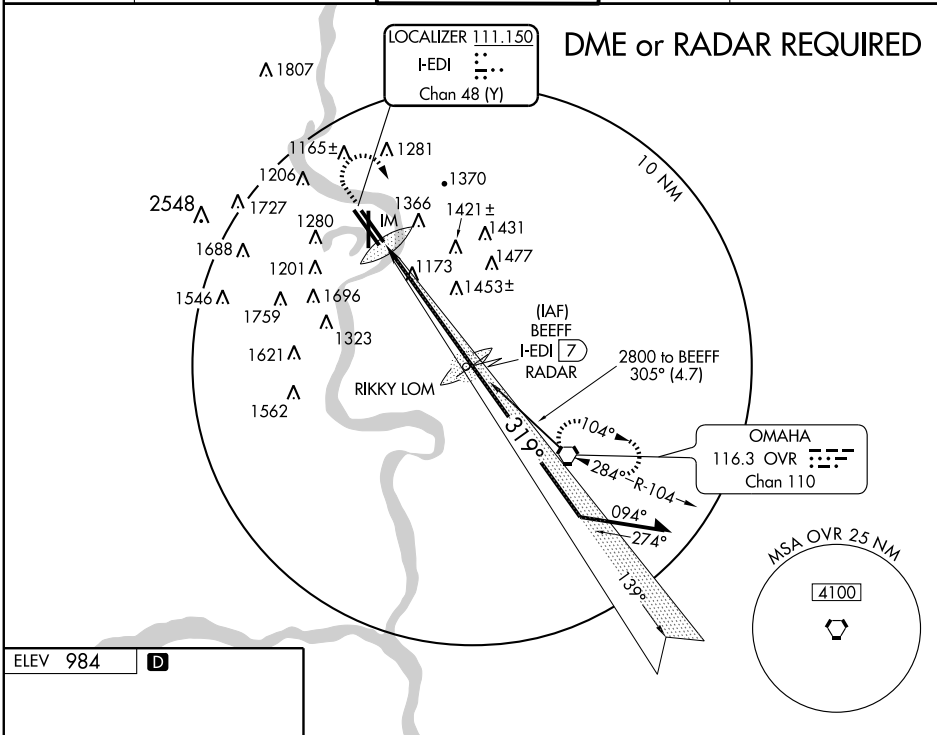 DME or RADAR REQUIRED
LOCALIZER 111.150
I-EDI
Chan 48 (Y)
1807
1165±
1281
10 NM
1206
1370
2548
1727
1366
1421±
IM
1280
1431
1688
1201
1173
1477
1546
1759
1696
1453±
1323
(IAF)
BEEFF
I-EDI 7
RADAR
1621
2800 to BEEFF
305° (4.7)
RIKKY LOM
1562
319°
104°
OMAHA
116.3 OVR
Chan 110
284°
R-104
094°
274°
139°
MSA OVR 25 NM
4100
ELEV 984 D